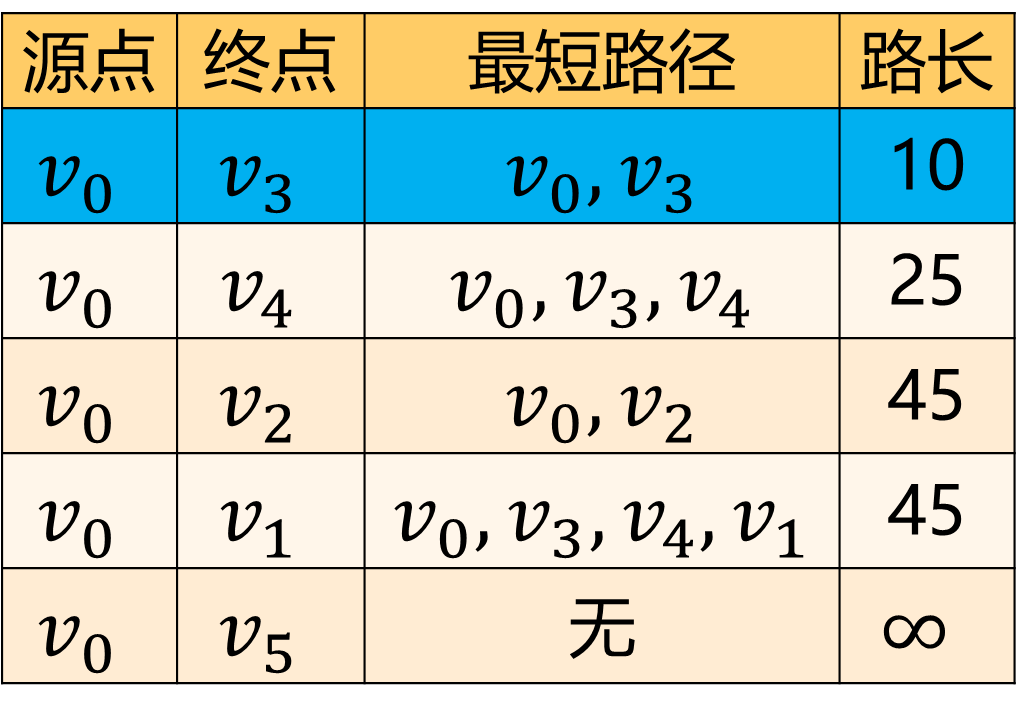 源点 终点 最短路径 路长
v₀ v₃ v₀, v₃ 10
v₀ v₄ v₀, v₃, v₄ 25
v₀ v₂ v₀, v₂ 45
v₀ v₁ v₀, v₃, v₄, v₁ 45
v₀ v₅ 无 ∞